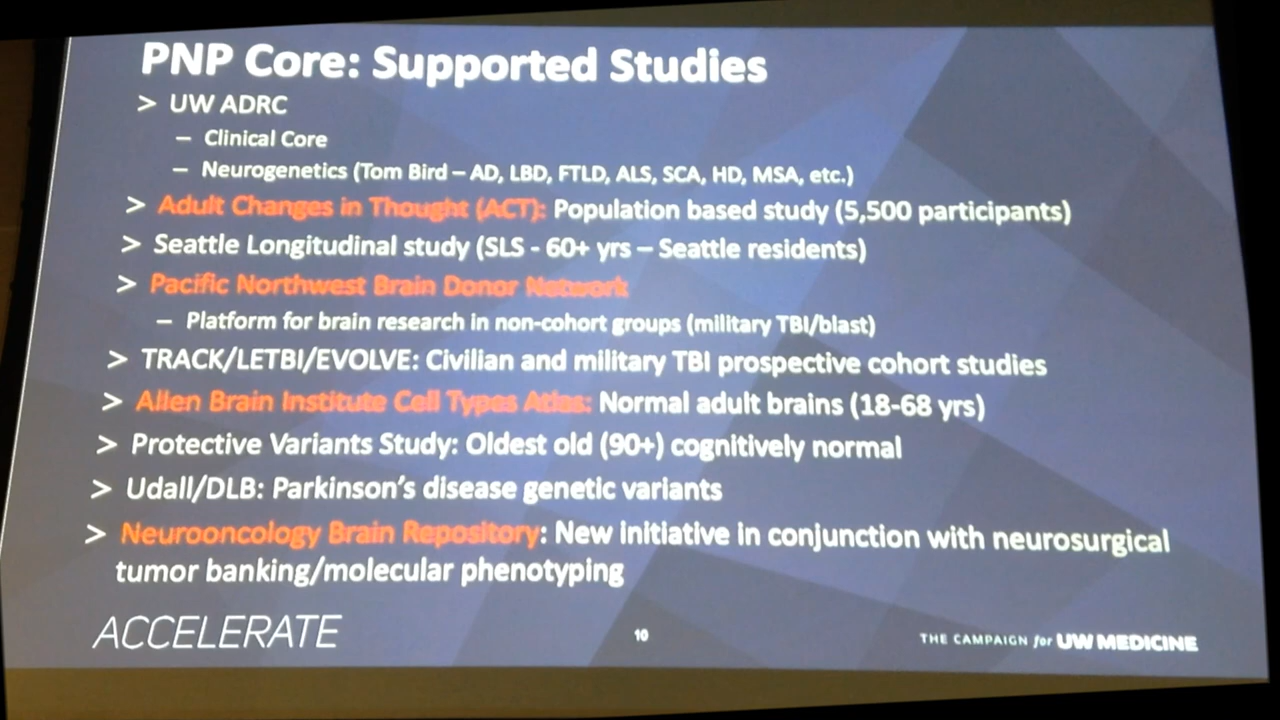 PNP Core: Supported Studies
> UW ADRC
– Clinical Core
– Neurogenetics (Tom Bird – AD, LBD, FTLD, ALS, SCA, HD, MSA, etc.)
> Adult Changes in Thought (ACT): Population based study (5,500 participants)
> Seattle Longitudinal study (SLS - 60+ yrs – Seattle residents)
> Pacific Northwest Brain Donor Network
– Platform for brain research in non-cohort groups (military TBI/blast)
> TRACK/LETBI/EVOLVE: Civilian and military TBI prospective cohort studies
> Allen Brain Institute Cell Types Atlas: Normal adult brains (18-68 yrs)
> Protective Variants Study: Oldest old (90+) cognitively normal
> Udall/DLB: Parkinson's disease genetic variants
> Neurooncology Brain Repository: New initiative in conjunction with neurosurgical
tumor banking/molecular phenotyping
ACCELERATE
10
THE CAMPAIGN for UW MEDICINE